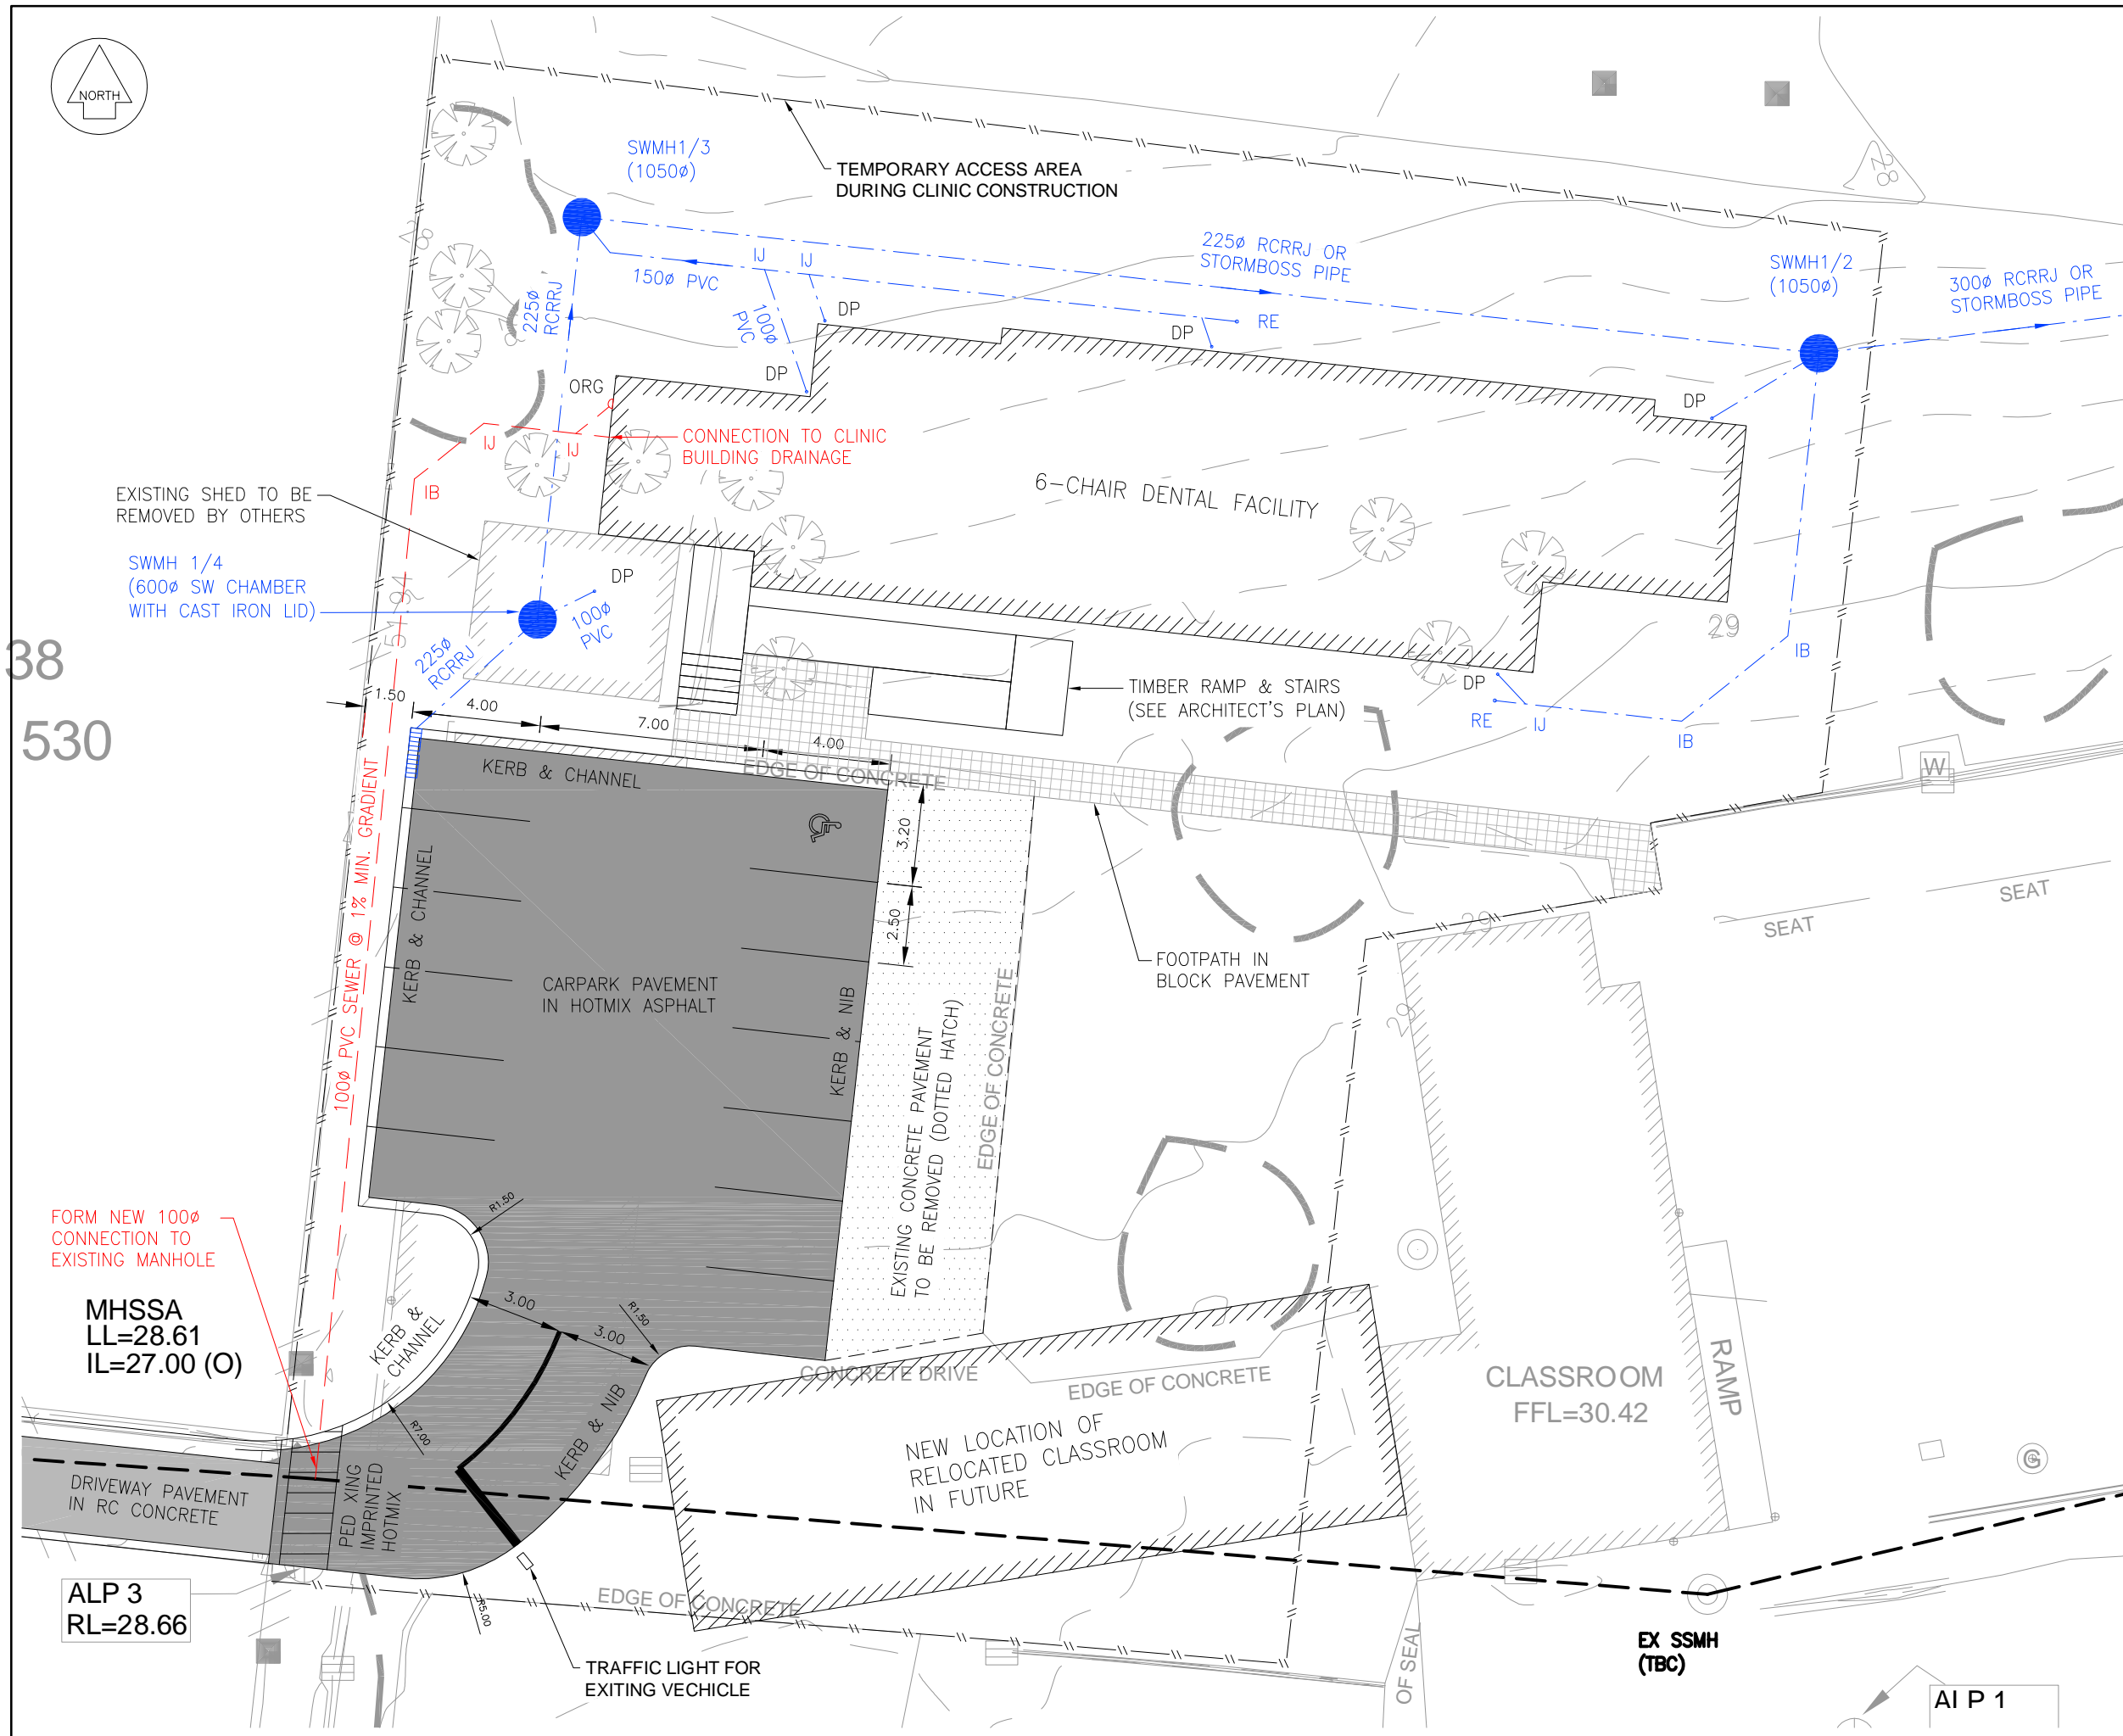 NORTH
SWMH1/3
(1050ø)
TEMPORARY ACCESS AREA
DURING CLINIC CONSTRUCTION
28
28
225ø RCRRJ OR
STORMBOSS PIPE
SWMH1/2
(1050ø)
300ø RCRRJ OR
STORMBOSS PIPE
IJ
IJ
150ø PVC
225ø
RCRRJ
100ø
PVC
DP
RE
DP
DP
ORG
DP
CONNECTION TO CLINIC
BUILDING DRAINAGE
IJ
IJ
IB
6-CHAIR DENTAL FACILITY
EXISTING SHED TO BE
REMOVED BY OTHERS
SWMH 1/4
(600ø SW CHAMBER
WITH CAST IRON LID)
DP
100ø
PVC
225ø
RCRRJ
51.94
38
530
29
IB
TIMBER RAMP & STAIRS
(SEE ARCHITECT'S PLAN)
DP
RE
IJ
IB
1.50
4.00
7.00
4.00
W
KERB & CHANNEL
EDGE OF CONCRETE
3.20
2.50
KERB & CHANNEL
100ø PVC SEWER @ 1% MIN. GRADIENT
SEAT
SEAT
29
FOOTPATH IN
BLOCK PAVEMENT
CARPARK PAVEMENT
IN HOTMIX ASPHALT
KERB & NIB
EXISTING CONCRETE PAVEMENT
TO BE REMOVED (DOTTED HATCH)
EDGE OF CONCRETE
29
FORM NEW 100ø
CONNECTION TO
EXISTING MANHOLE
R1.50
MHSSA
LL=28.61
IL=27.00 (O)
3.00
3.00
R1.50
KERB &
CHANNEL
KERB & NIB
R7.00
CONCRETE DRIVE
EDGE OF CONCRETE
CLASSROOM
FFL=30.42
RAMP
NEW LOCATION OF
RELOCATED CLASSROOM
IN FUTURE
G
DRIVEWAY PAVEMENT
IN RC CONCRETE
PED XING
IMPRINTED
HOTMIX
ALP 3
RL=28.66
R5.00
EDGE OF CONCRETE
TRAFFIC LIGHT FOR
EXITING VECHICLE
OF SEAL
EX SSMH
(TBC)